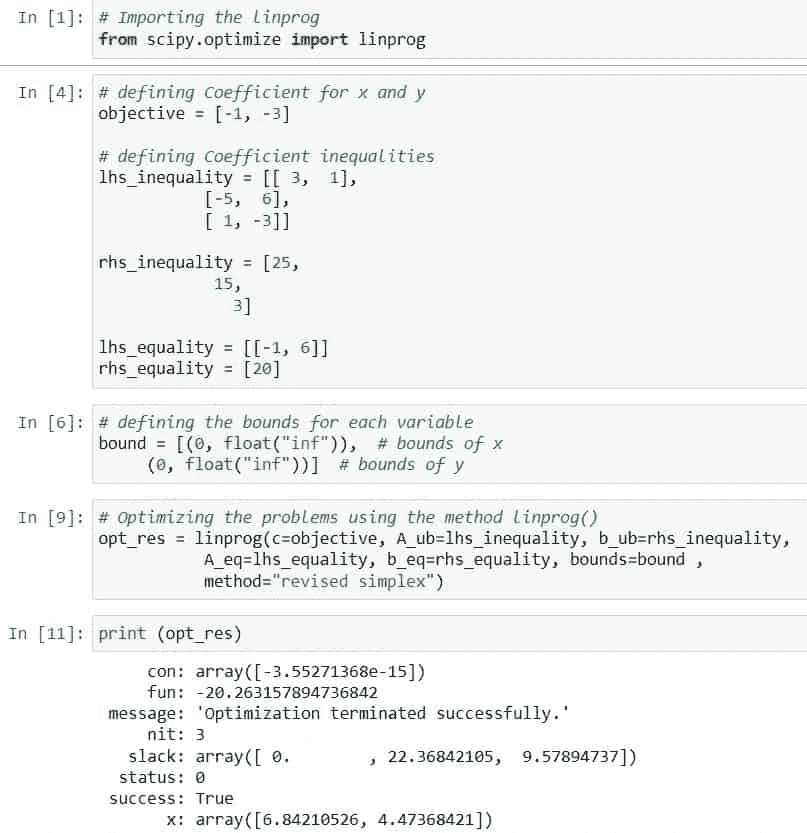 In [1]: # Importing the linprog
from scipy.optimize import linprog
In [4]: # defining Coefficient for x and y
objective = [-1, -3]
# defining Coefficient inequalities
lhs_inequality = [[ 3,  1],
[-5,  6],
[ 1, -3]]
rhs_inequality = [25,
15,
3]
lhs_equality = [[-1, 6]]
rhs_equality = [20]
In [6]: # defining the bounds for each variable
bound = [(0, float("inf")),  # bounds of x
(0, float("inf"))]  # bounds of y
In [9]: # Optimizing the problems using the method linprog()
opt_res = linprog(c=objective, A_ub=lhs_inequality, b_ub=rhs_inequality,
A_eq=lhs_equality, b_eq=rhs_equality, bounds=bound ,
method="revised simplex")
In [11]: print (opt_res)
con: array([-3.55271368e-15])
fun: -20.263157894736842
message: 'Optimization terminated successfully.'
nit: 3
slack: array([ 0.        , 22.36842105,  9.57894737])
status: 0
success: True
x: array([6.84210526, 4.47368421])